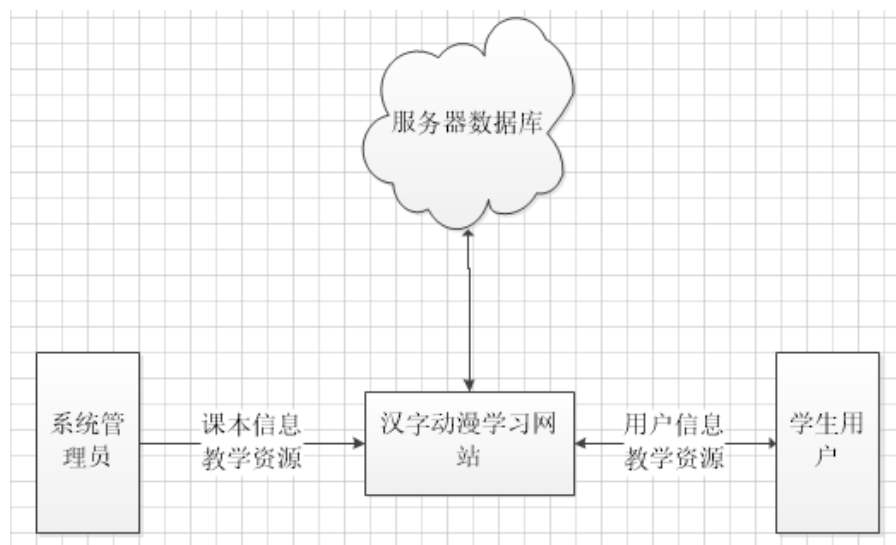 服务器数据库
系统管
理员
课本信息
教学资源
汉字动漫学习网
站
用户信息
教学资源
学生用
户